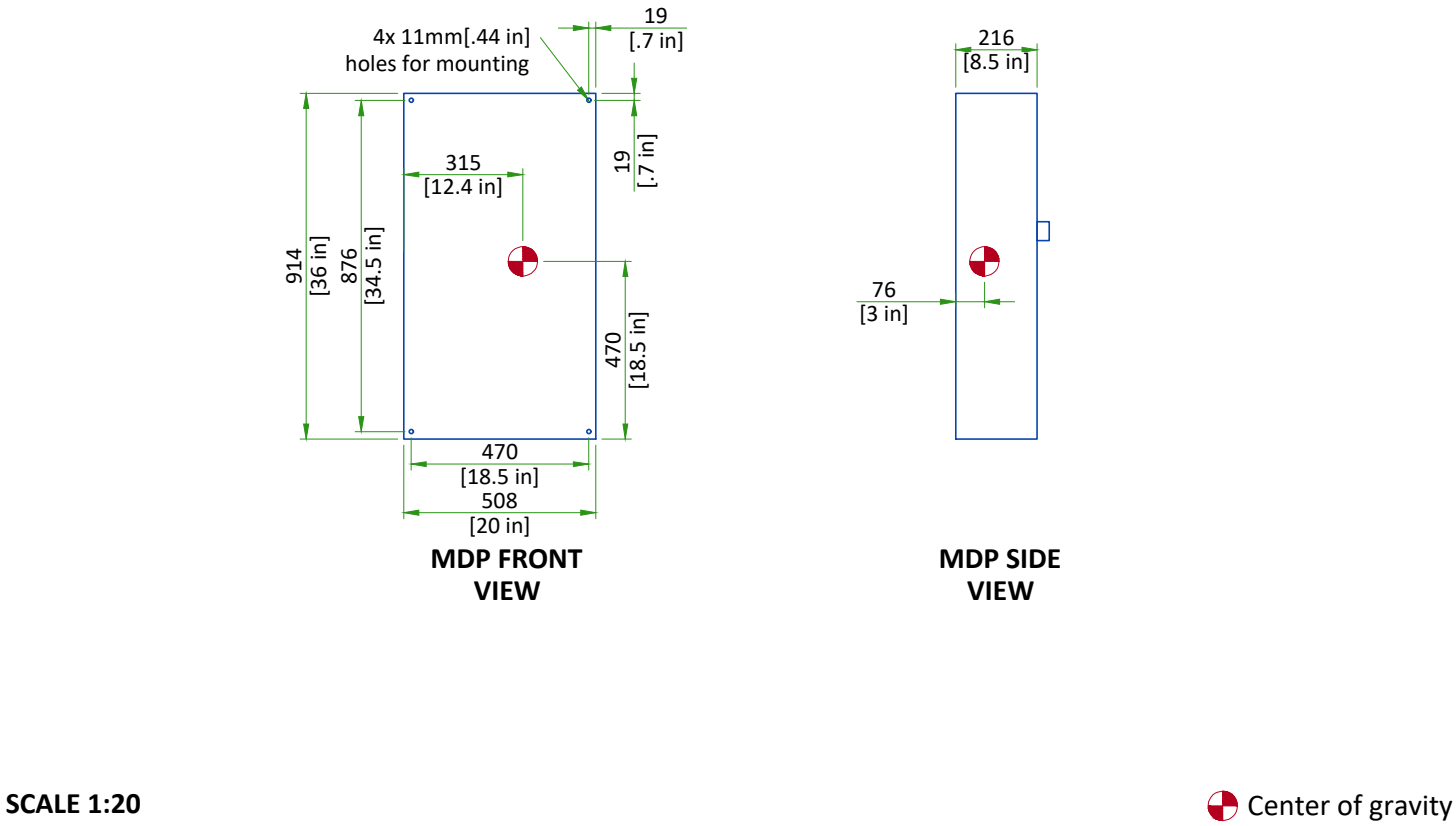 19
[.7 in]
4x 11mm[.44 in]
holes for mounting
216
[8.5 in]
315
[12.4 in]
19
[.7 in]
914
[36 in]
876
[34.5 in]
470
[18.5 in]
76
[3 in]
470
[18.5 in]
508
[20 in]
MDP FRONT
VIEW
MDP SIDE
VIEW
SCALE 1:20
Center of gravity